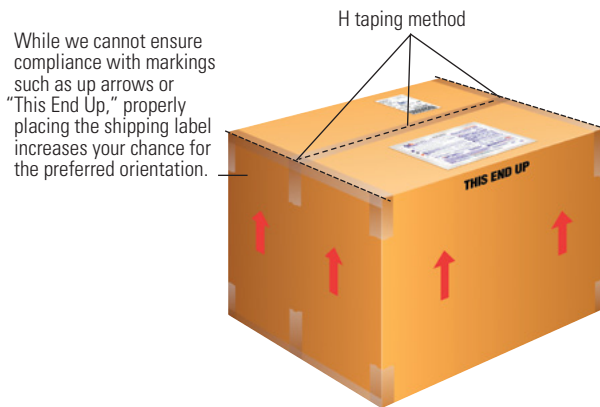 H taping method
While we cannot ensure
compliance with markings
such as up arrows or
“This End Up,” properly
placing the shipping label
increases your chance for
the preferred orientation.
THIS END UP